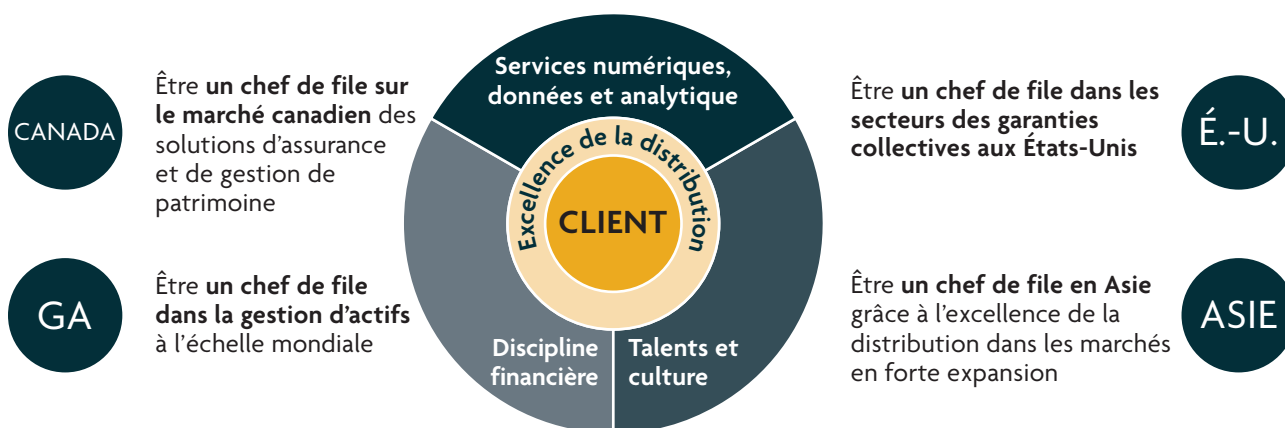 CANADA
Être un chef de file sur
le marché canadien des
solutions d'assurance
et de gestion de
patrimoine
GA
Être un chef de file
dans la gestion d'actifs
à l'échelle mondiale
Services numériques,
données et analytique
Excellence de la distribution
CLIENT
Discipline
financière
Talents et
culture
Être un chef de file dans les
secteurs des garanties
collectives aux États-Unis
É.-U.
Être un chef de file en Asie
grâce à l'excellence de la
distribution dans les marchés
en forte expansion
ASIE